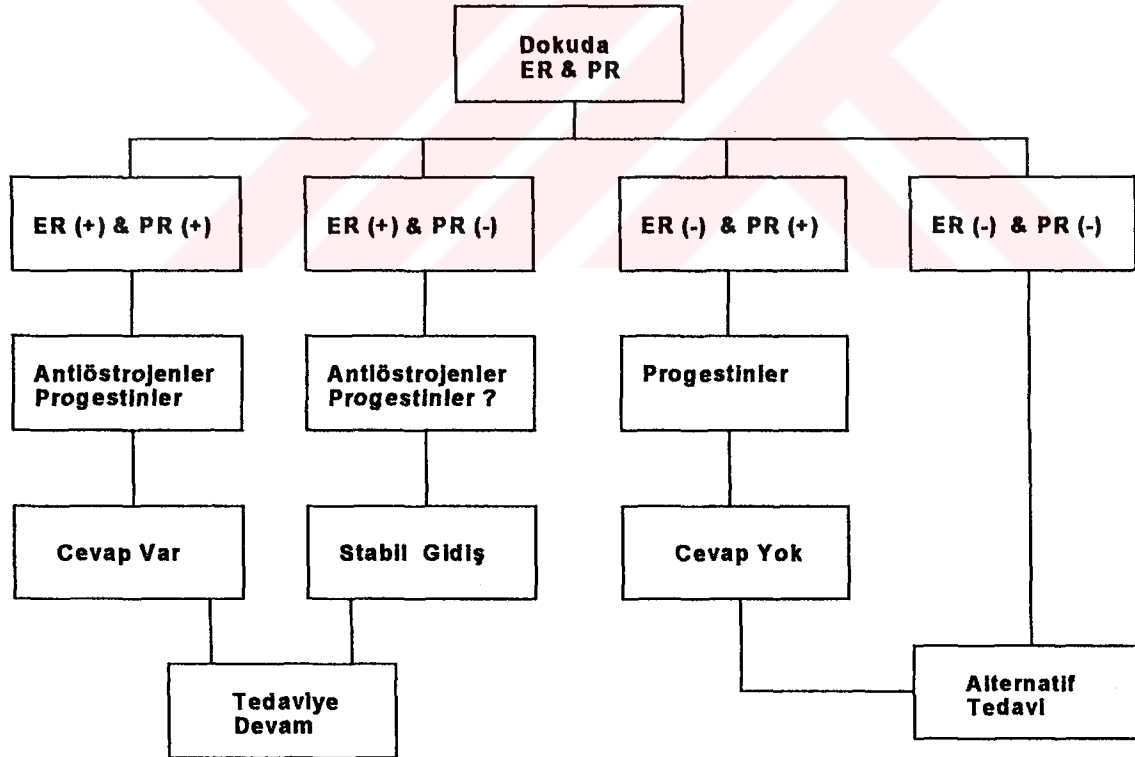 Dokuda
ER & PR
ER (+) & PR (+)
ER (+) & PR (-)
ER (-) & PR (+)
ER (-) & PR (-)
Antiöstrojenler
Progestinler
Antiöstrojenler
Progestinler ?
Progestinler
Cevap Var
Stabil Gidiş
Cevap Yok
Tedaviye
Devam
Alternatif
Tedavi